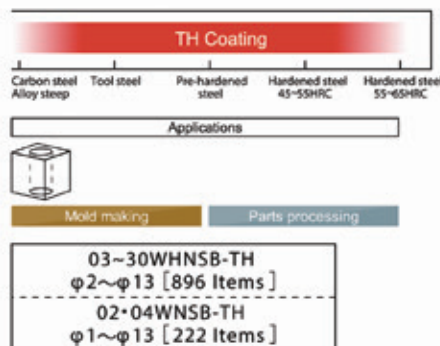 TH Coating
Carbon steel Tool steel Pre-hardened Hardened steel Hardened steel
Alloy steep steel 45~55HRC 55~65HRC
Applications
Mold making Parts processing
03~30WHNSB-TH
φ2~φ13 [896 Items]
02・04WNSB-TH
φ1~φ13 [222 Items]